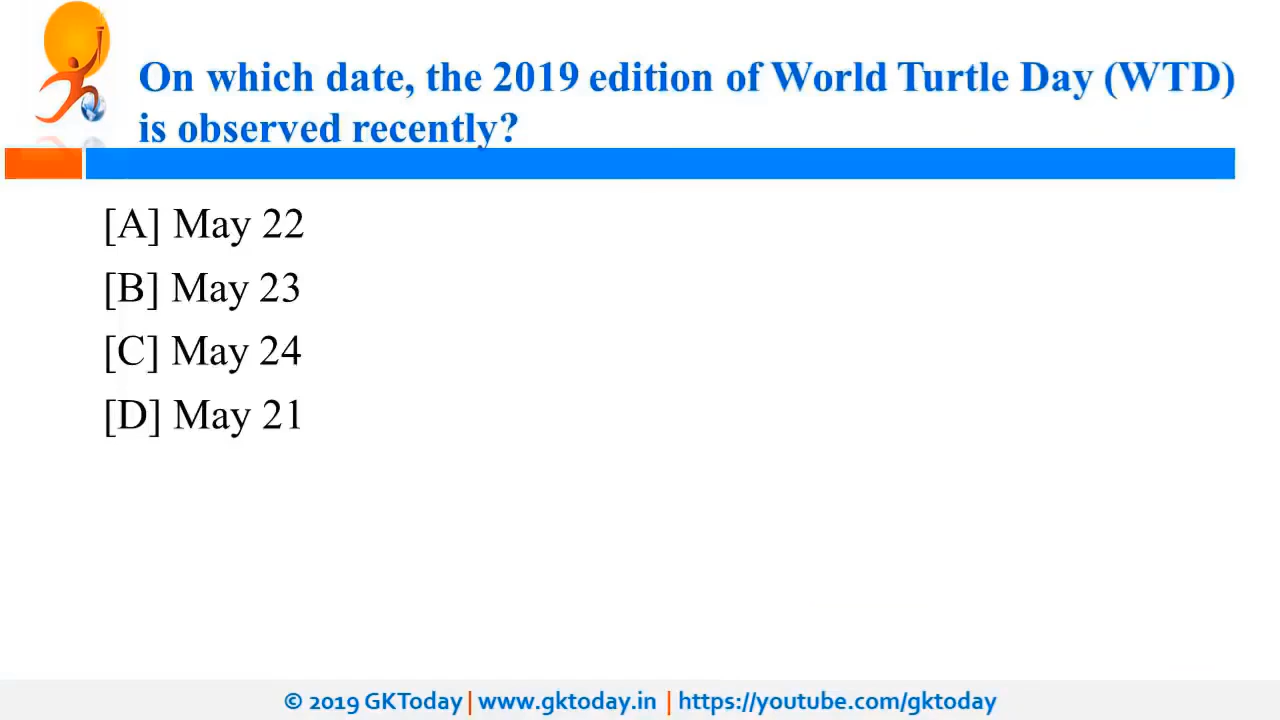 On which date, the 2019 edition of World Turtle Day (WTD)
is observed recently?
[A] May 22
[B] May 23
[C] May 24
[D] May 21
© 2019 GKToday | www.gktoday.in | https://youtube.com/gktoday